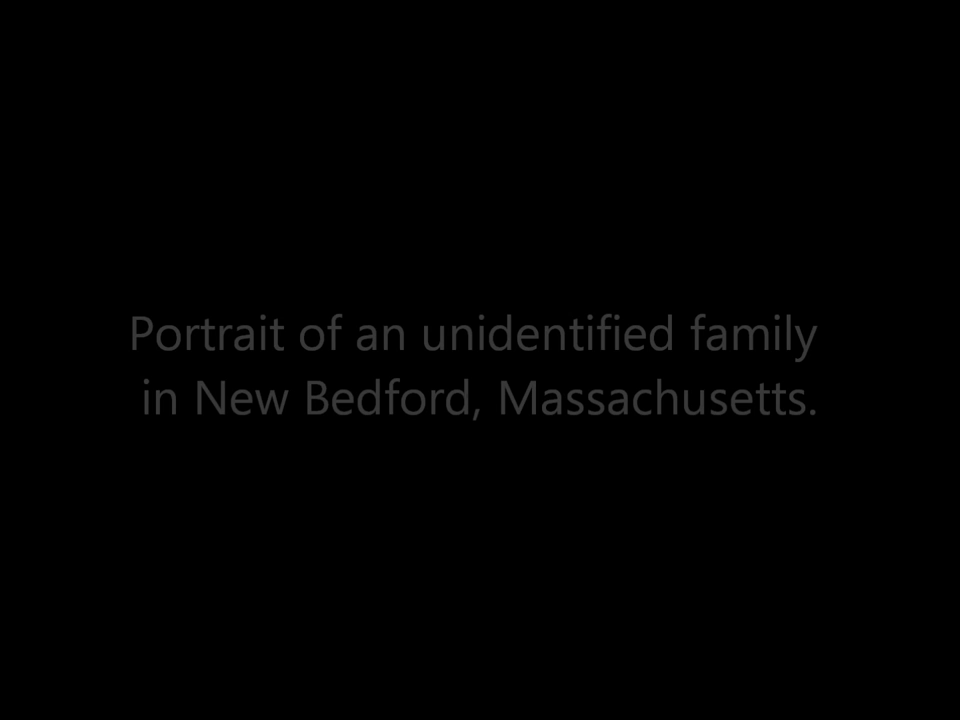 Portrait of an unidentified family
in New Bedford, Massachusetts.